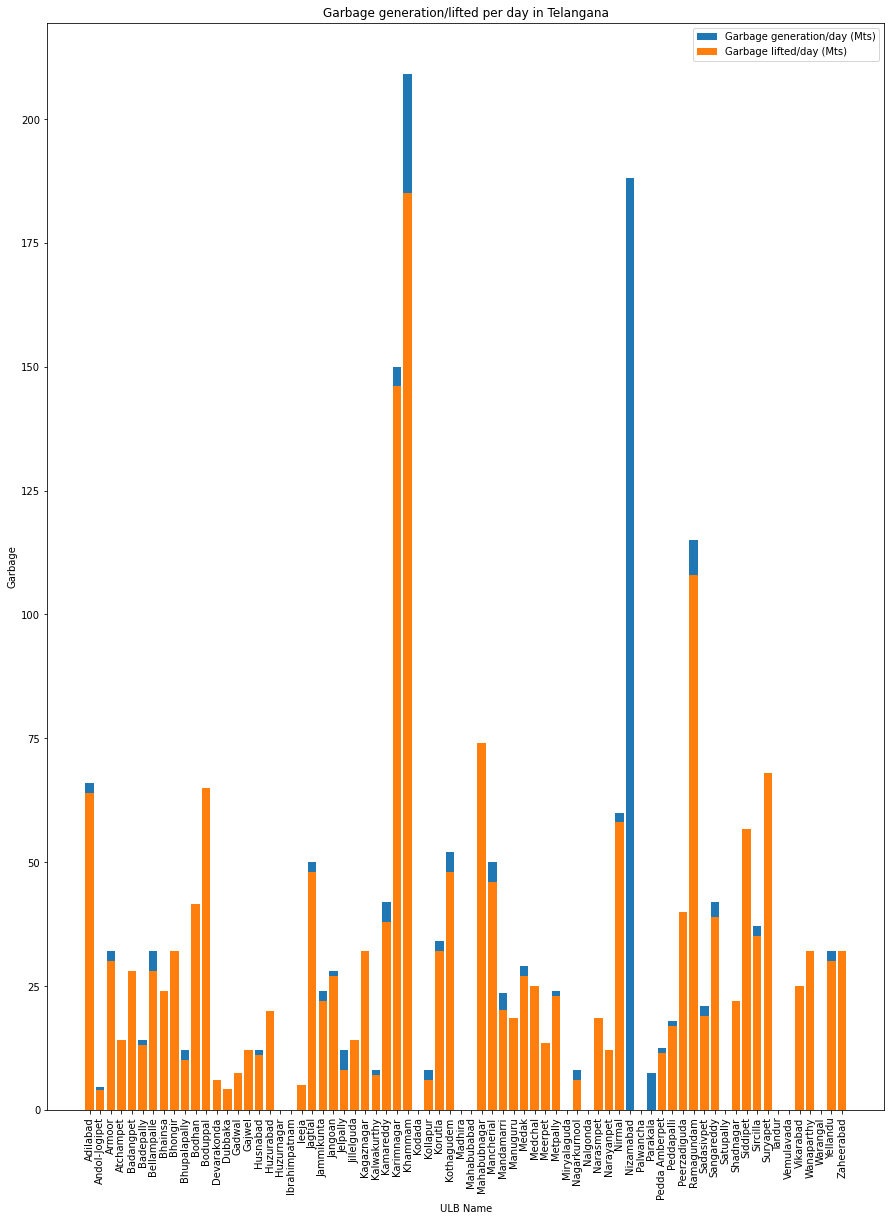 Garbage generation/lifted per day in Telangana
Garbage generation/day (Mts)
Garbage lifted/day (Mts)
Garbage
200
175
150
125
100
75
50
25
0
Adilabad
Andol-Jogipet
Armoor
Atchampet
Badangpet
Badepally
Bellampalle
Bhainsa
Bhongir
Bhupalapally
Bodhan
Boduppal
Devarakonda
Dubbaka
Gadwal
Gajwel
Husnabad
Huzurabad
Huzurnagar
Ibrahimpatnam
Ieeja
Jagtial
Jammikunta
Jangoan
Jelpally
Jillelguda
Kagaznagar
Kalwakurthy
Kamareddy
Karimnagar
Khammam
Kodada
Kollapur
Korutla
Kothagudem
Madhira
Mahabubabad
Mahabubnagar
Mancherial
Mandamarri
Manuguru
Medak
Medchal
Meerpet
Metpally
Miryalaguda
Nagarkurnool
Nalgonda
Narasmpet
Narayanpet
Nirmal
Nizamabad
Palwancha
Parakala
Pedda Amberpet
Peddapalli
Peerzadiguda
Ramagundam
Sadasivpet
Sangareddy
Satupally
Shadnagar
Siddipet
Sircilla
Suryapet
Tandur
Vemulavada
Vikarabad
Wanaparthy
Warangal
Yellandu
Zaheerabad
ULB Name